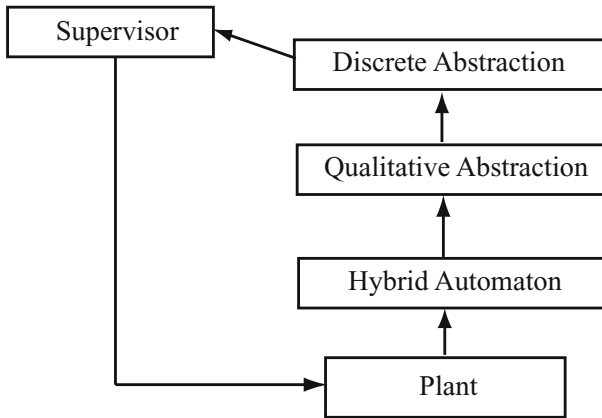 Supervisor
Discrete Abstraction
Qualitative Abstraction
Hybrid Automaton
Plant